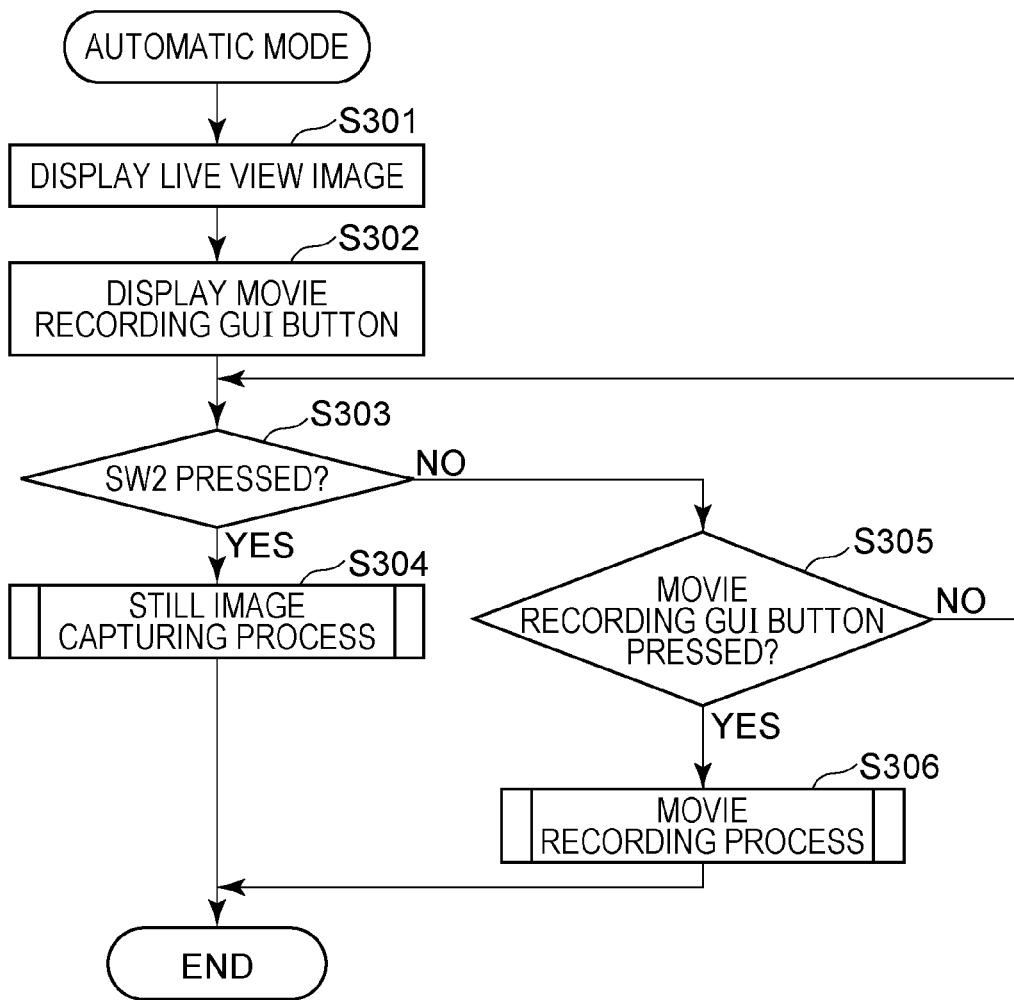 AUTOMATIC MODE
S301
DISPLAY LIVE VIEW IMAGE
S302
DISPLAY MOVIE
RECORDING GUI BUTTON
S303
SW2 PRESSED?
NO
YES
S304
STILL IMAGE
CAPTURING PROCESS
S305
MOVIE
RECORDING GUI BUTTON
PRESSED?
NO
YES
S306
MOVIE
RECORDING PROCESS
END